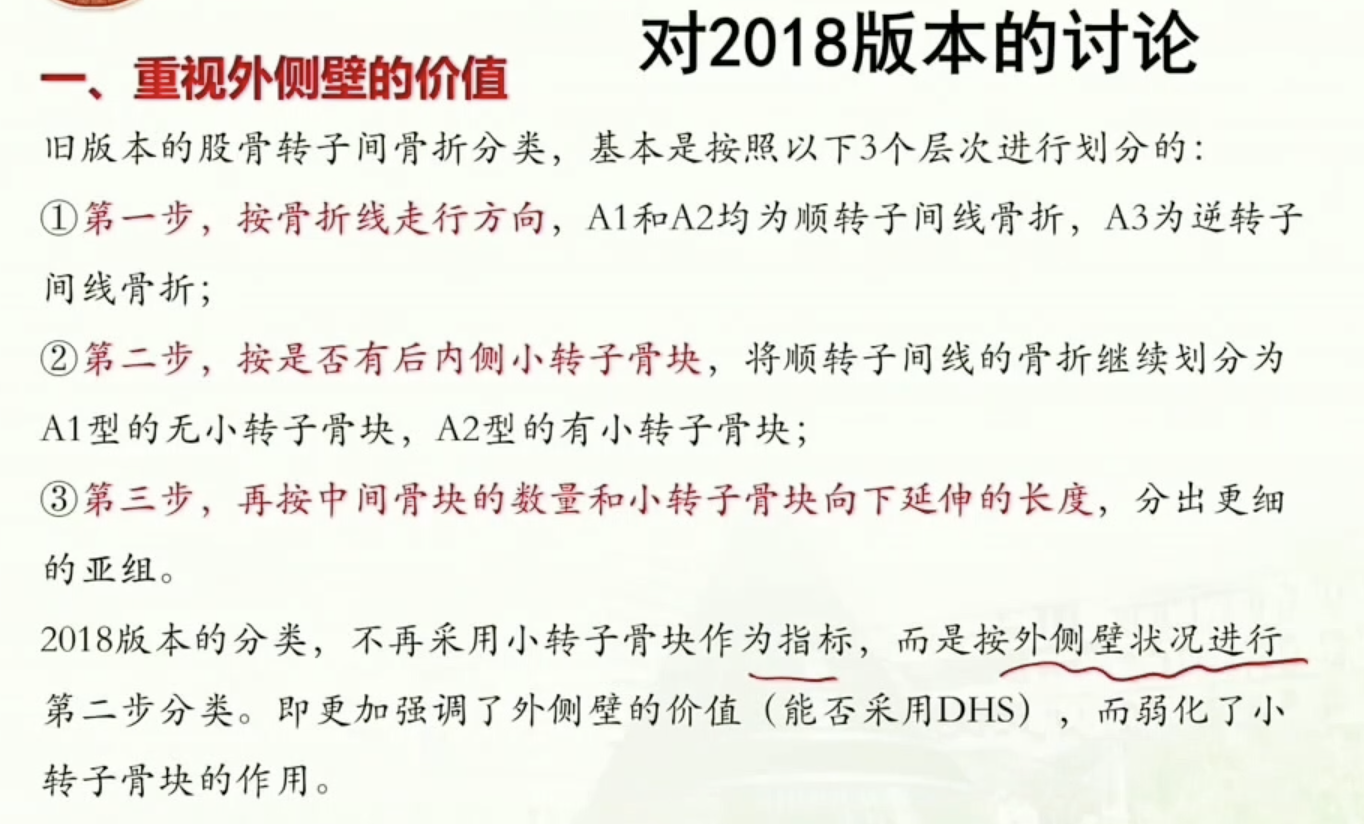 对2018版本的讨论
一、重视外侧壁的价值
旧版本的股骨转子间骨折分类，基本是按照以下3个层次进行划分的：
①第一步，按骨折线走行方向，A1和A2均为顺转子间线骨折，A3为逆转子
间线骨折；
②第二步，按是否有后内侧小转子骨块，将顺转子间线的骨折继续划分为
A1型的无小转子骨块，A2型的有小转子骨块；
③第三步，再按中间骨块的数量和小转子骨块向下延伸的长度，分出更细
的亚组。
2018版本的分类，不再采用小转子骨块作为指标，而是按外侧壁状况进行
第二步分类。即更加强调了外侧壁的价值（能否采用DHS），而弱化了小
转子骨块的作用。